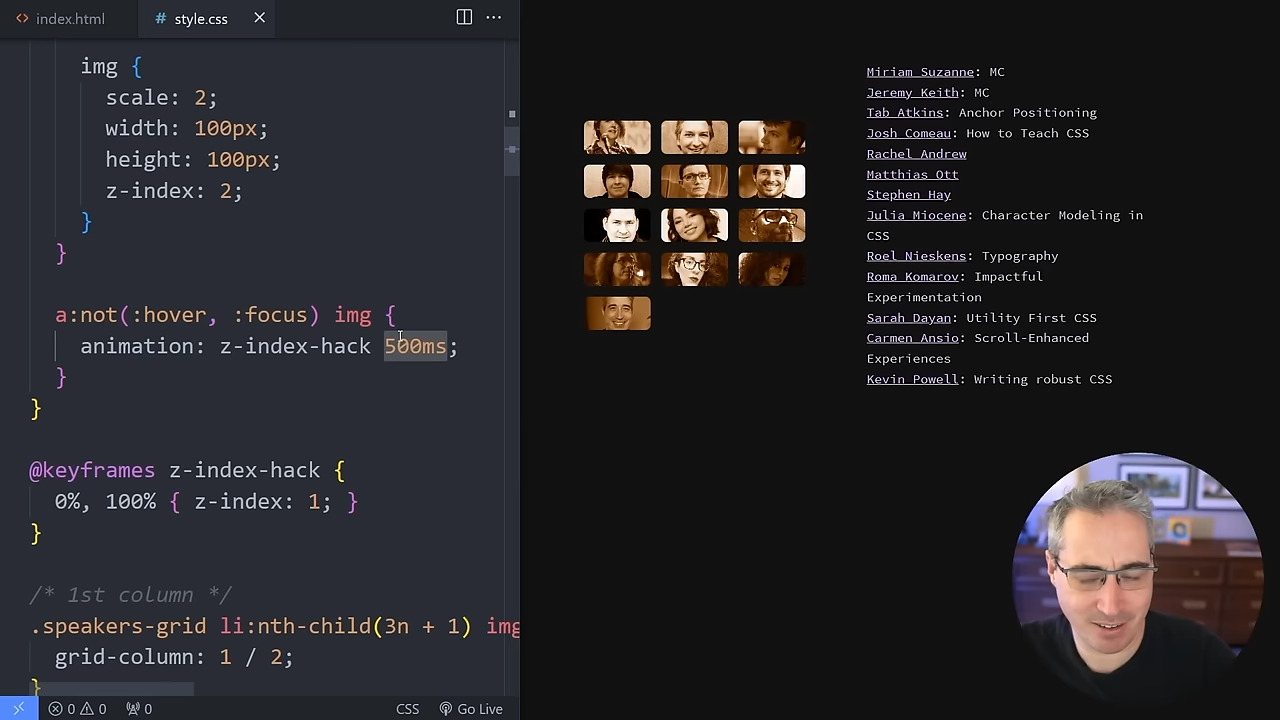 index.html
style.css
img {
scale: 2;
width: 100px;
height: 100px;
z-index: 2;
}
}
a:not(:hover, :focus) img {
animation: z-index-hack 500ms;
}
}
@keyframes z-index-hack {
0%, 100% { z-index: 1; }
}
/* 1st column */
.speakers-grid li:nth-child(3n + 1) img
grid-column: 1 / 2;
}
0 0 0
CSS
Go Live
Miriam Suzanne: MC
Jeremy Keith: MC
Tab Atkins: Anchor Positioning
Josh Comeau: How to Teach CSS
Rachel Andrew
Matthias Ott
Stephen Hay
Julia Miocene: Character Modeling in
CSS
Roel Nieskens: Typography
Roma Komarov: Impactful
Experimentation
Sarah Dayan: Utility First CSS
Carmen Ansio: Scroll-Enhanced
Experiences
Kevin Powell: Writing robust CSS